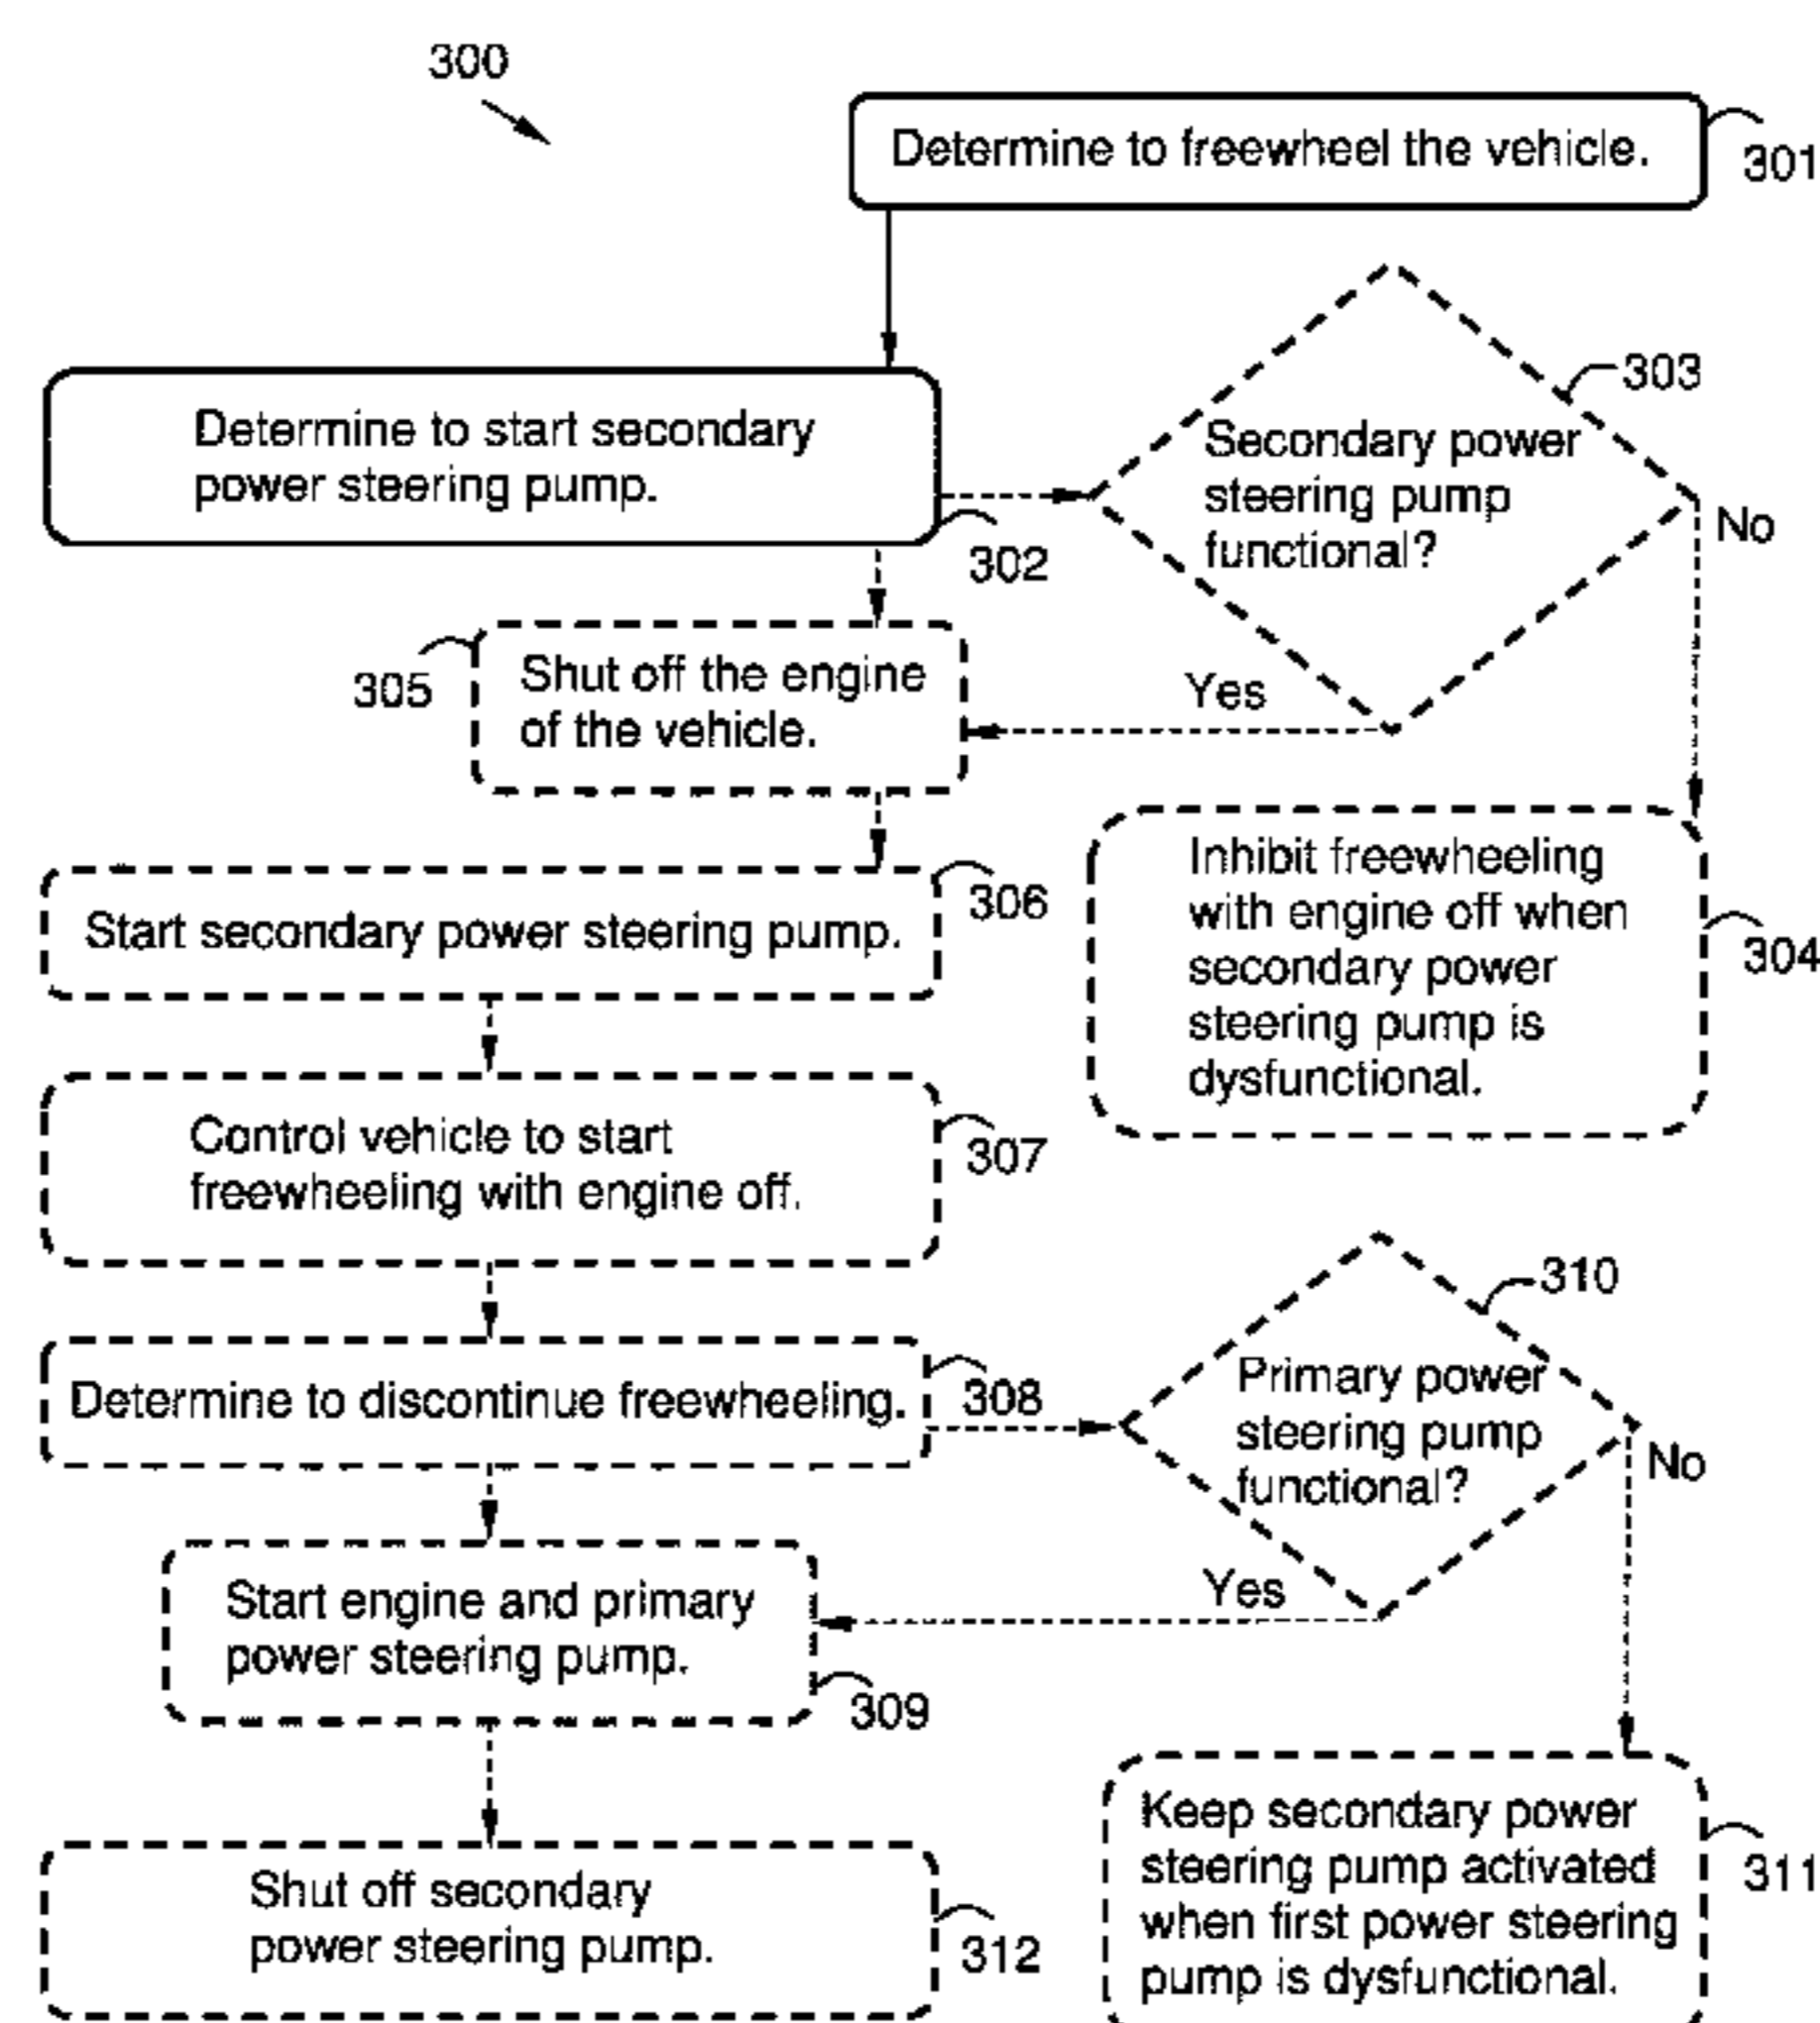 300
Determine to freewheel the vehicle.
301
Determine to start secondary
power steering pump.
302
303
Secondary power
steering pump
functional?
No
Yes
305
Shut off the engine
of the vehicle.
Inhibit freewheeling
with engine off when
secondary power
steering pump is
dysfunctional.
304
Start secondary power steering pump.
306
Control vehicle to start
freewheeling with engine off.
307
Determine to discontinue freewheeling.
308
310
Primary power
steering pump
functional?
No
Yes
Start engine and primary
power steering pump.
309
Keep secondary power
steering pump activated
when first power steering
pump is dysfunctional.
311
Shut off secondary
power steering pump.
312